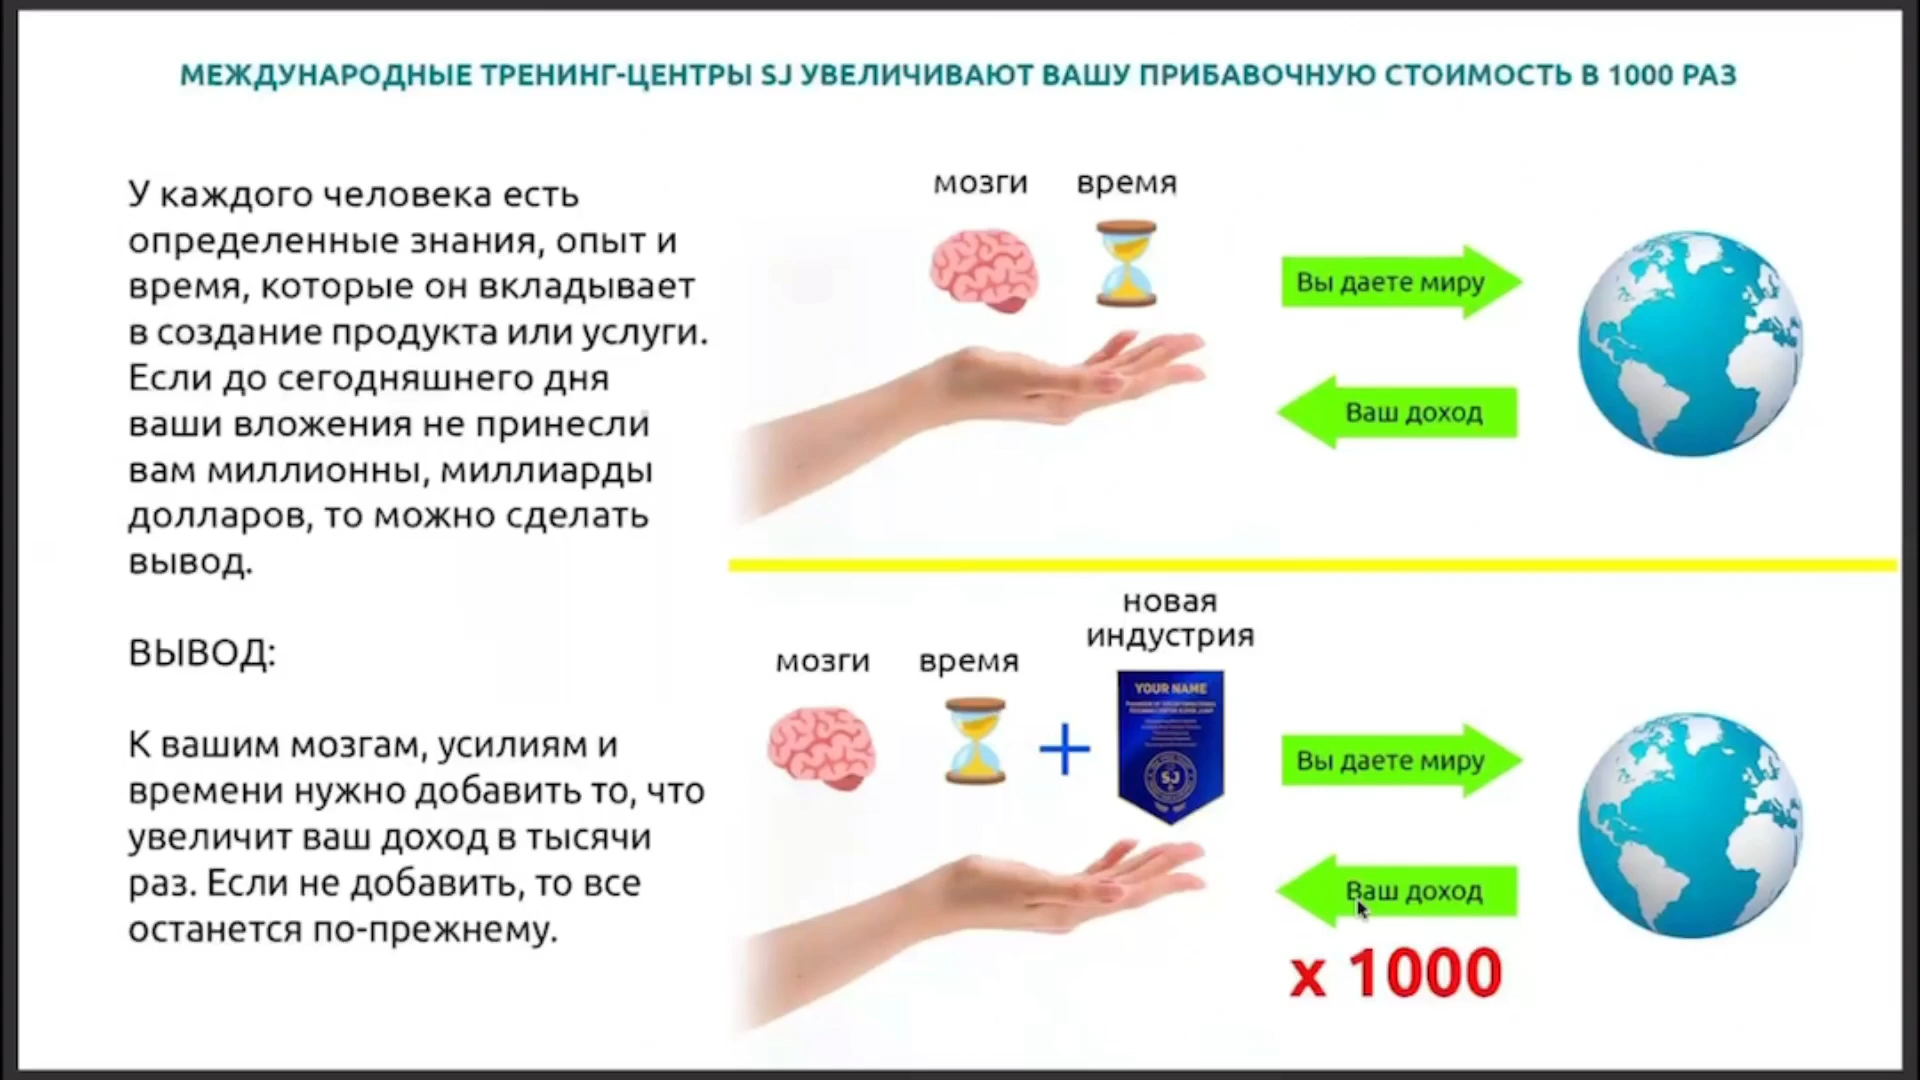 МЕЖДУНАРОДНЫЕ ТРЕНИНГ-ЦЕНТРЫ SJ УВЕЛИЧИВАЮТ ВАШУ ПРИБАВОЧНУЮ СТОИМОСТЬ В 1000 РАЗ
У каждого человека есть
определенные знания, опыт и
время, которые он вкладывает
в создание продукта или услуги.
Если до сегодняшнего дня
ваши вложения не принесли
вам миллионны, миллиарды
долларов, то можно сделать
вывод.
ВЫВОД:
К вашим мозгам, усилиям и
времени нужно добавить то, что
увеличит ваш доход в тысячи
раз. Если не добавить, то все
останется по-прежнему.
мозги время
Вы даете миру
Ваш доход
мозги время
новая
индустрия
YOUR NAME
SJ
Вы даете миру
Ваш доход
x 1000